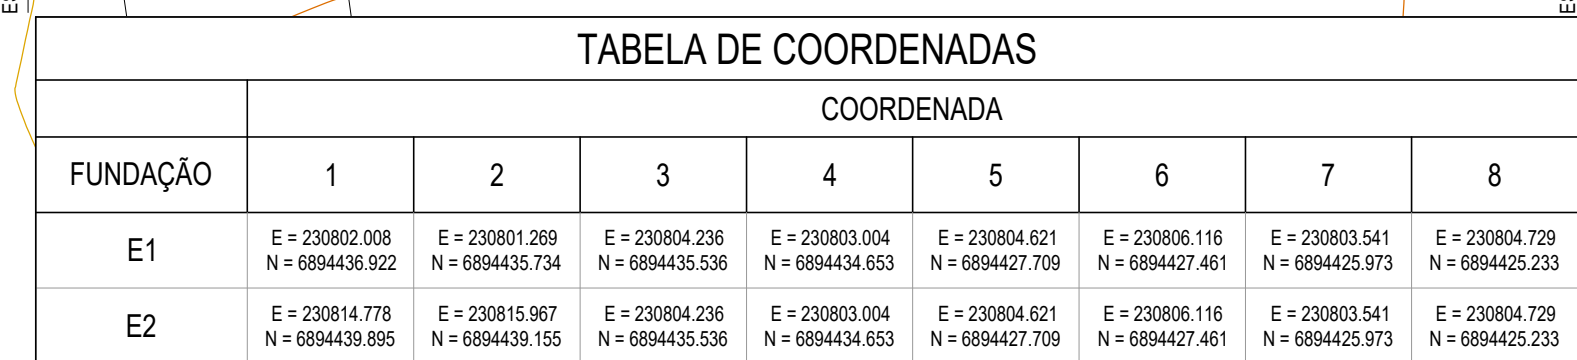 TABELA DE COORDENADAS
COORDENADA
FUNDAÇÃO 1 2 3 4 5 6 7 8
E1
E = 230802.008 E = 230801.269 E = 230804.236 E = 230803.004 E = 230804.621 E = 230806.116 E = 230803.541 E = 230804.729
N = 6894436.922 N = 6894435.734 N = 6894435.536 N = 6894434.653 N = 6894427.709 N = 6894427.461 N = 6894425.973 N = 6894425.233
E2
E = 230814.778 E = 230815.967 E = 230804.236 E = 230803.004 E = 230804.621 E = 230806.116 E = 230803.541 E = 230804.729
N = 6894439.895 N = 6894439.155 N = 6894435.536 N = 6894434.653 N = 6894427.709 N = 6894427.461 N = 6894425.973 N = 6894425.233